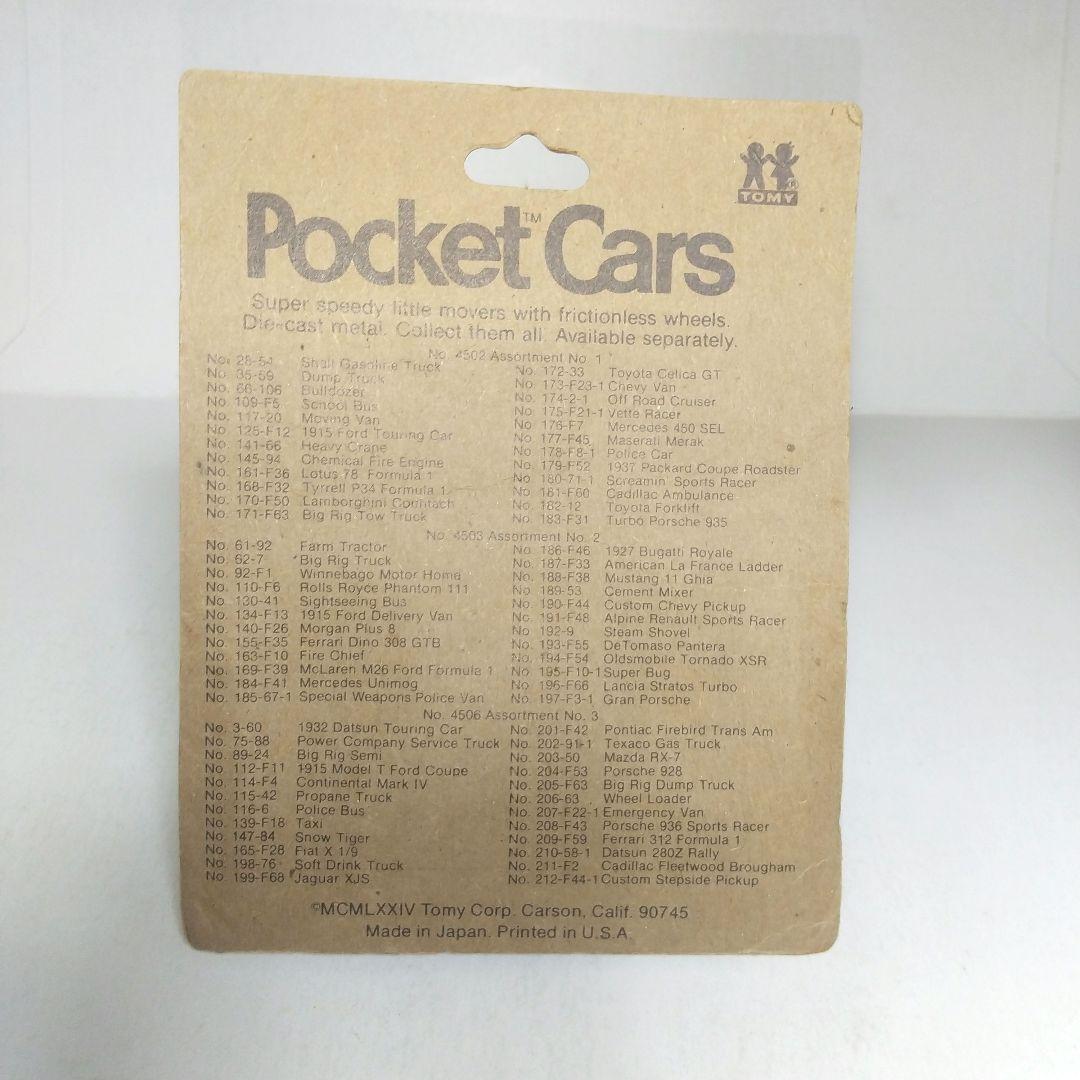 TOMY
Pocket™ Cars
Super speedy little movers with frictionless wheels.
Die-cast metal. Collect them all. Available separately.
No. 4502 Assortment No. 1
No. 28-54 Shell Gasoline Truck
No. 35-59 Dump Truck
No. 66-106 Bulldozer
No. 109-F5 School Bus
No. 117-20 Moving Van
No. 125-F12 1915 Ford Touring Car
No. 141-66 Heavy Crane
No. 145-94 Chemical Fire Engine
No. 161-F36 Lotus 78 Formula 1
No. 168-F32 Tyrrell P34 Formula 1
No. 170-F50 Lamborghini Countach
No. 171-F63 Big Rig Tow Truck
No. 172-33 Toyota Celica GT
No. 173-F23-1 Chevy Van
No. 174-2-1 Off Road Cruiser
No. 175-F21-1 Vette Racer
No. 176-F7 Mercedes 450 SEL
No. 177-F45 Maserati Merak
No. 178-F8-1 Police Car
No. 179-F52 1937 Packard Coupe Roadster
No. 180-71-1 Screamin' Sports Racer
No. 181-F60 Cadillac Ambulance
No. 182-12 Toyota Forklift
No. 183-F31 Turbo Porsche 935
No. 4503 Assortment No. 2
No. 61-92 Farm Tractor
No. 62-7 Big Rig Truck
No. 92-F1 Winnebago Motor Home
No. 110-F6 Rolls Royce Phantom 111
No. 130-41 Sightseeing Bus
No. 134-F13 1915 Ford Delivery Van
No. 140-F26 Morgan Plus 8
No. 155-F35 Ferrari Dino 308 GTB
No. 163-F10 Fire Chief
No. 169-F39 McLaren M26 Ford Formula 1
No. 184-F41 Mercedes Unimog
No. 185-67-1 Special Weapons Police Van
No. 186-F46 1927 Bugatti Royale
No. 187-F33 American La France Ladder
No. 188-F38 Mustang 11 Ghia
No. 189-53 Cement Mixer
No. 190-F44 Custom Chevy Pickup
No. 191-F48 Alpine Renault Sports Racer
No. 192-9 Steam Shovel
No. 193-F55 DeTomaso Pantera
No. 194-F54 Oldsmobile Tornado XSR
No. 195-F10-1 Super Bug
No. 196-F66 Lancia Stratos Turbo
No. 197-F3-1 Gran Porsche
No. 4506 Assortment No. 3
No. 3-60 1932 Datsun Touring Car
No. 75-88 Power Company Service Truck
No. 89-24 Big Rig Semi
No. 112-F11 1915 Model T Ford Coupe
No. 114-F4 Continental Mark IV
No. 115-42 Propane Truck
No. 116-6 Police Bus
No. 139-F18 Taxi
No. 147-84 Snow Tiger
No. 165-F28 Fiat X 1/9
No. 198-76 Soft Drink Truck
No. 199-F68 Jaguar XJS
No. 201-F42 Pontiac Firebird Trans Am
No. 202-91-1 Texaco Gas Truck
No. 203-50 Mazda RX-7
No. 204-F53 Porsche 928
No. 205-F63 Big Rig Dump Truck
No. 206-63 Wheel Loader
No. 207-F22-1 Emergency Van
No. 208-F43 Porsche 936 Sports Racer
No. 209-F59 Ferrari 312 Formula 1
No. 210-58-1 Datsun 280Z Rally
No. 211-F2 Cadillac Fleetwood Brougham
No. 212-F44-1 Custom Stepside Pickup
©MCMLXXIV Tomy Corp. Carson, Calif. 90745
Made in Japan. Printed in U.S.A.